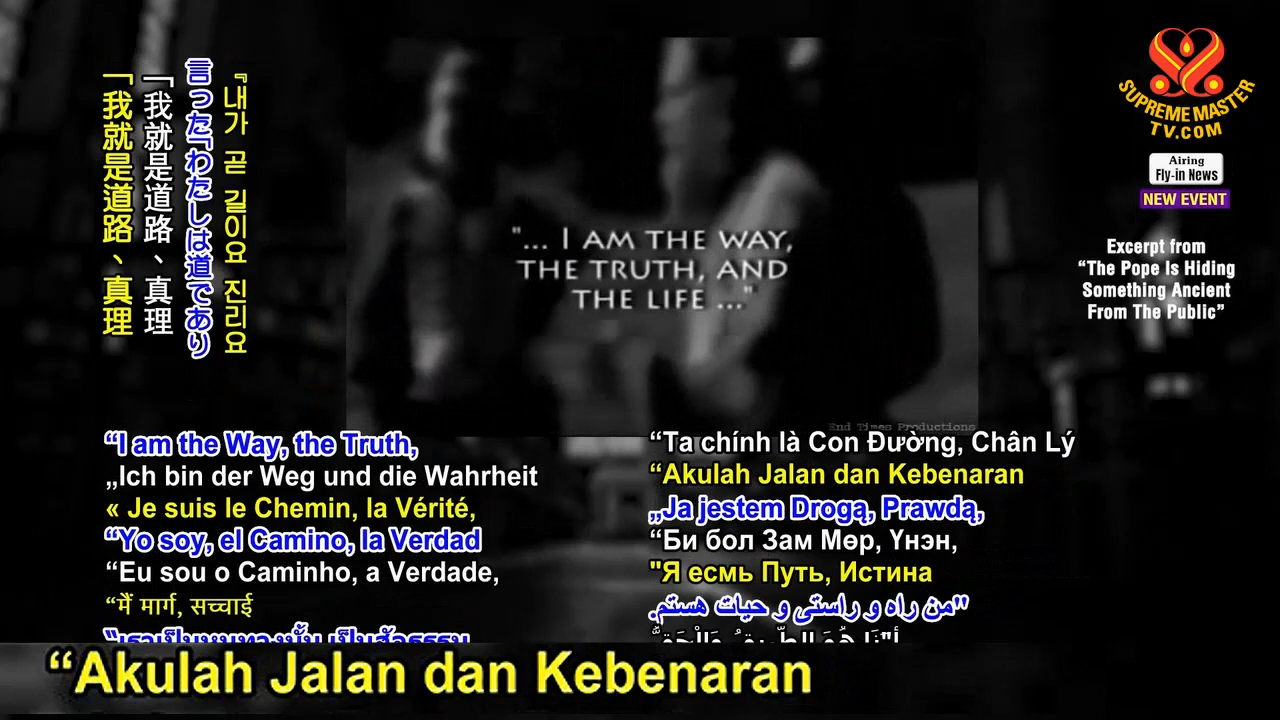 「我就是道路、真理
「我就是道路、真理
言った「わたしは道であり
『내가 곧 길이요 진리요
"... I AM THE WAY,
THE TRUTH, AND
THE LIFE ..."
End Times Productions
SUPREME MASTER
TV.COM
Airing
Fly-in News
NEW EVENT
Excerpt from
“The Pope Is Hiding
Something Ancient
From The Public”
“I am the Way, the Truth,
„Ich bin der Weg und die Wahrheit
« Je suis le Chemin, la Vérité,
“Yo soy, el Camino, la Verdad
“Eu sou o Caminho, a Verdade,
“मैं मार्ग, सच्चाई
“Ta chính là Con Đường, Chân Lý
“Akulah Jalan dan Kebenaran
„Ja jestem Drogą, Prawdą,
“Би бол Зам Мөр, Үнэн,
"Я есмь Путь, Истина
"من راه و راستی و حیات هستم.
“Akulah Jalan dan Kebenaran